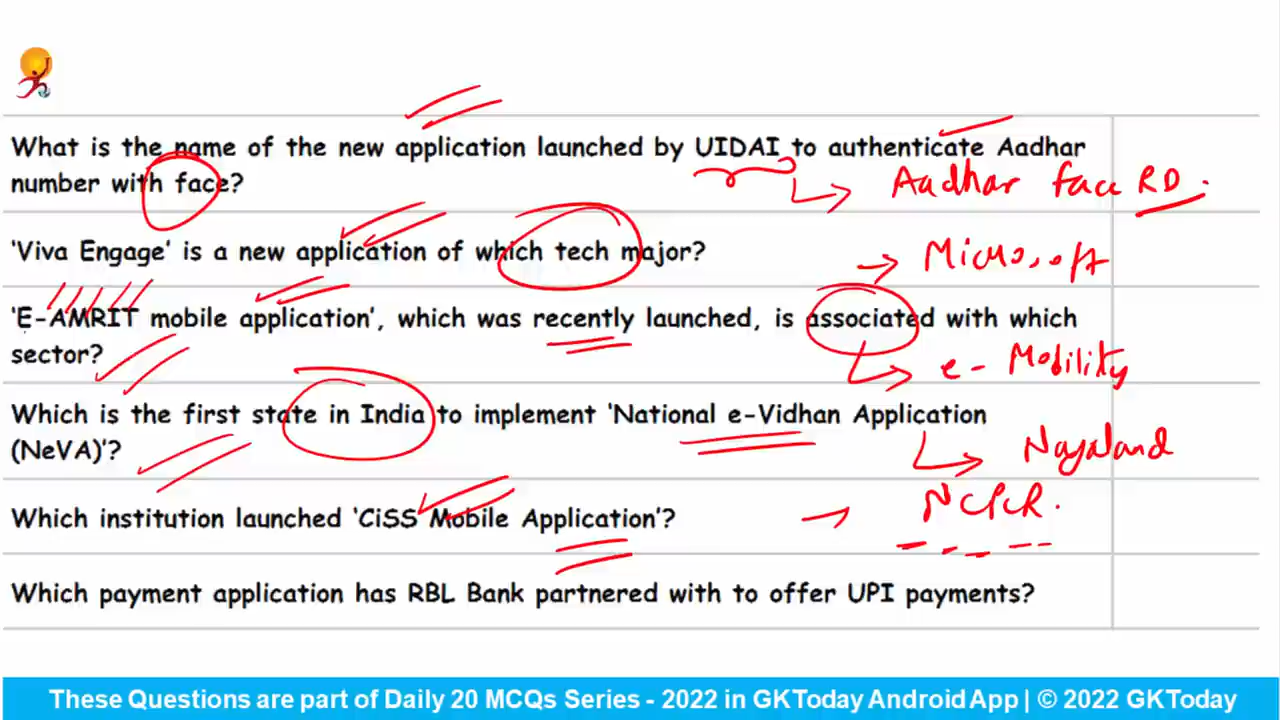 What is the name of the new application launched by UIDAI to authenticate Aadhar
number with face?
Aadhar face RD.
'Viva Engage' is a new application of which tech major?
Microsoft
'E-AMRIT mobile application', which was recently launched, is associated with which
sector?
e-Mobility
Which is the first state in India to implement 'National e-Vidhan Application
(NeVA)'?
Nagaland
Which institution launched 'CiSS Mobile Application'?
NCPCR.
Which payment application has RBL Bank partnered with to offer UPI payments?
These Questions are part of Daily 20 MCQs Series - 2022 in GKToday Android App | © 2022 GKToday